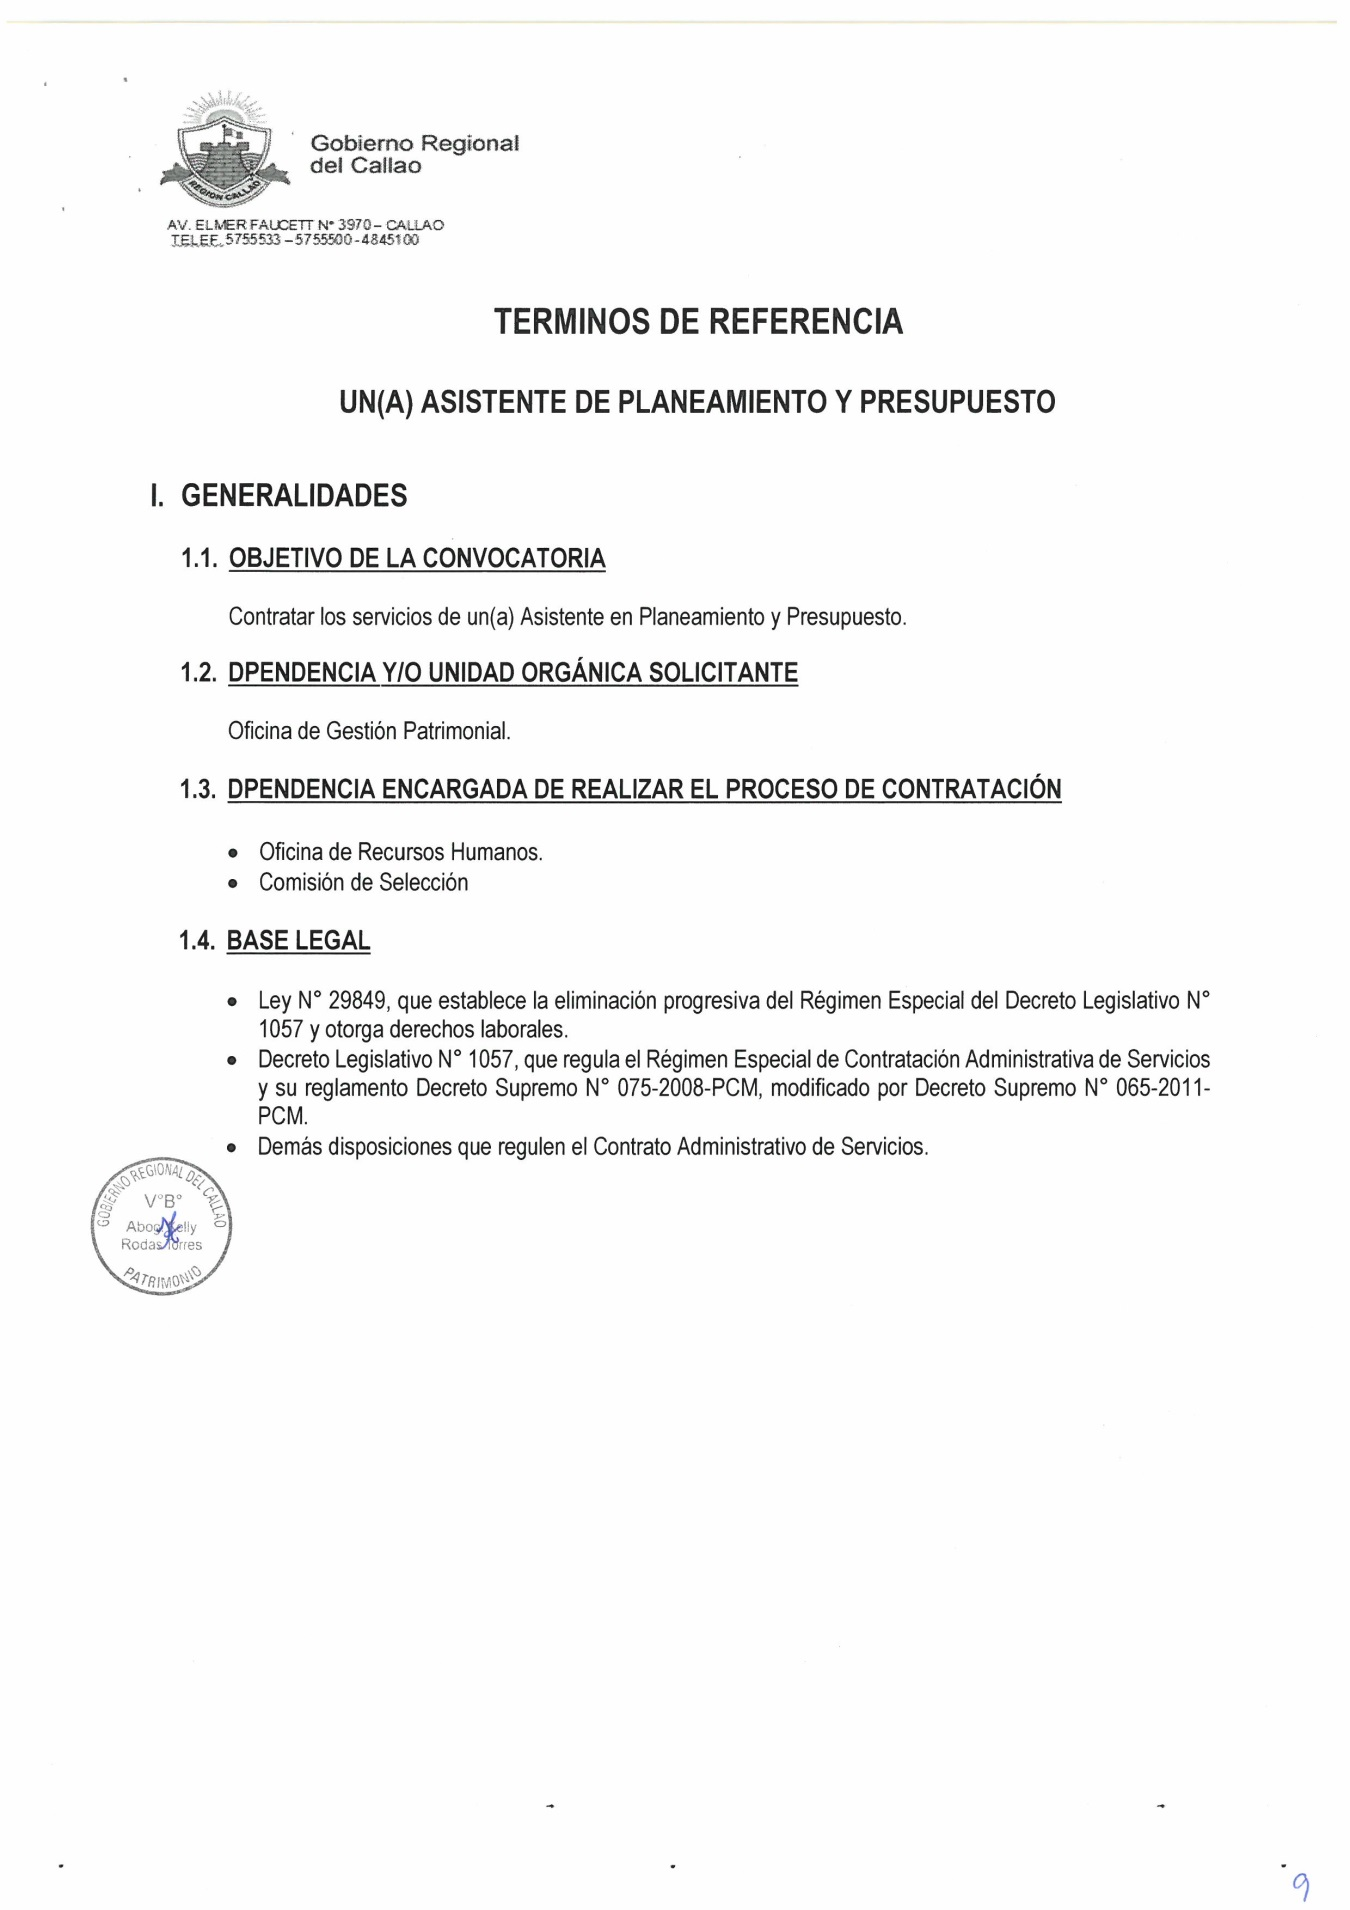 REGION CALLAO
Gobierno Regional
del Callao
AV. ELMER FAUCETT N° 3970 – CALLAO
TELEF. 5755533 – 5755500 - 4845100
TERMINOS DE REFERENCIA
UN(A) ASISTENTE DE PLANEAMIENTO Y PRESUPUESTO
I. GENERALIDADES
1.1. OBJETIVO DE LA CONVOCATORIA
Contratar los servicios de un(a) Asistente en Planeamiento y Presupuesto.
1.2. DPENDENCIA Y/O UNIDAD ORGÁNICA SOLICITANTE
Oficina de Gestión Patrimonial.
1.3. DPENDENCIA ENCARGADA DE REALIZAR EL PROCESO DE CONTRATACIÓN
• Oficina de Recursos Humanos.
• Comisión de Selección
1.4. BASE LEGAL
• Ley N° 29849, que establece la eliminación progresiva del Régimen Especial del Decreto Legislativo N°
1057 y otorga derechos laborales.
• Decreto Legislativo N° 1057, que regula el Régimen Especial de Contratación Administrativa de Servicios
y su reglamento Decreto Supremo N° 075-2008-PCM, modificado por Decreto Supremo N° 065-2011-
PCM.
• Demás disposiciones que regulen el Contrato Administrativo de Servicios.
GOBIERNO REGIONAL DEL CALLAO
V°B°
Rodas Torres
PATRIMONIO
9